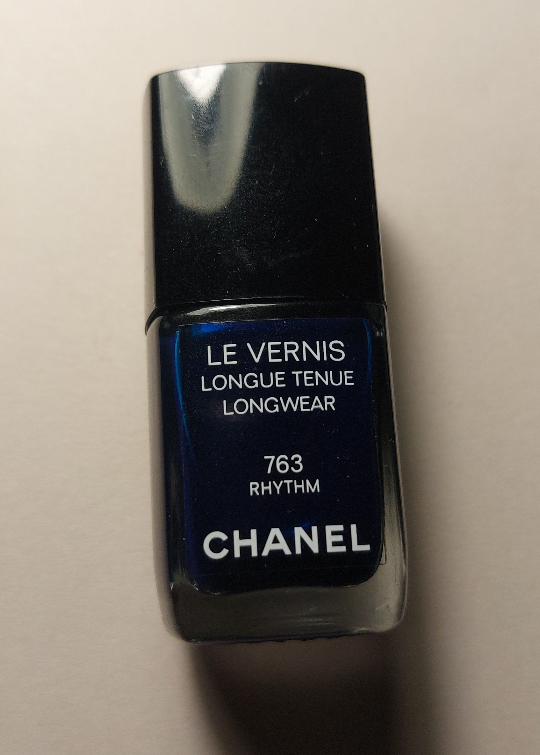 LE VERNIS
LONGUE TENUE
LONGWEAR
763
RHYTHM
CHANEL